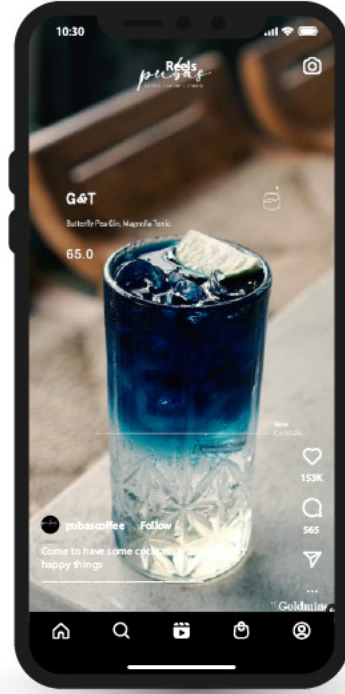 10:30
Reels
pubas
G&T
Butterfly Pea Gin, Magnolia Tonic
65.0
New
Cocktails
153K
565
pubascoffee Follow
Come to have some
happy things
" Goldmine